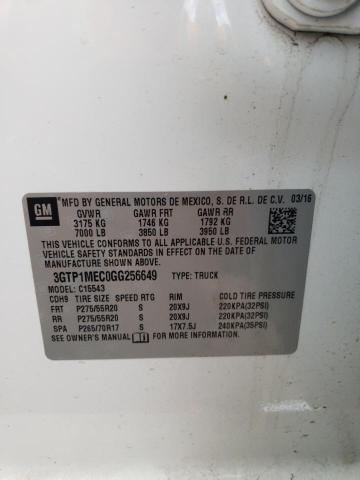 GM
MFD BY GENERAL MOTORS DE MEXICO, S. DE R.L. DE C.V. 03/16
GVWR GAWR FRT GAWR RR
3175 KG 1746 KG 1792 KG
7000 LB 3850 LB 3950 LB
THIS VEHICLE CONFORMS TO ALL APPLICABLE U.S. FEDERAL MOTOR
VEHICLE SAFETY STANDARDS IN EFFECT ON THE DATE OF
MANUFACTURE SHOWN ABOVE.
3GTP1MEC0GG256649 TYPE: TRUCK
MODEL: C15543
CDH9 TIRE SIZE SPEED RTG RIM COLD TIRE PRESSURE
FRT P275/55R20 S 20X9J 220KPA(32PSI)
RR P275/55R20 S 20X9J 220KPA(32PSI)
SPA P265/70R17 S 17X7.5J 240KPA(35PSI)
SEE OWNER'S MANUAL FOR ADDITIONAL INFORMATION